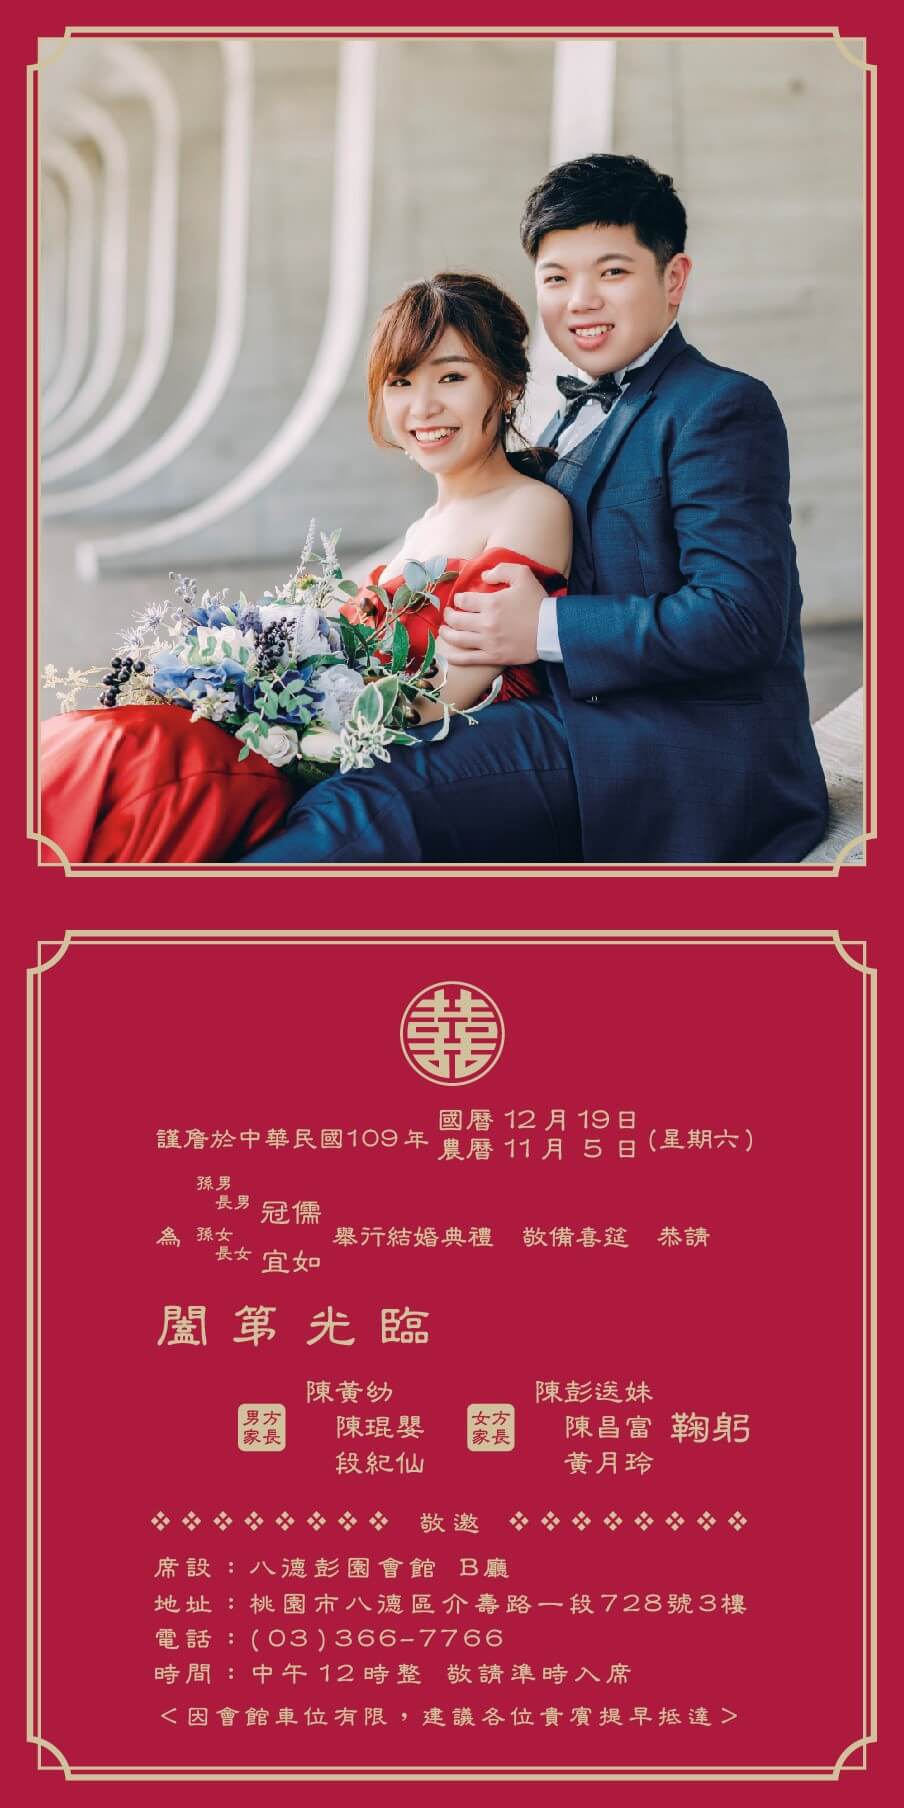 囍
謹詹於中華民國109年 國曆 12 月 19 日 (星期六)
農曆 11 月 5 日
孫男
長男 冠儒
為 孫女 舉行結婚典禮 敬備喜筵 恭請
長女 宜如
闔第光臨
陳黃幼 陳彭送妹
男方家長 陳琨嬰 女方家長 陳昌富 鞠躬
段紀仙 黃月玲
敬邀
席設：八德彭園會館 B廳
地址：桃園市八德區介壽路一段728號3樓
電話：(03)366-7766
時間：中午 12 時整 敬請準時入席
＜因會館車位有限，建議各位貴賓提早抵達＞